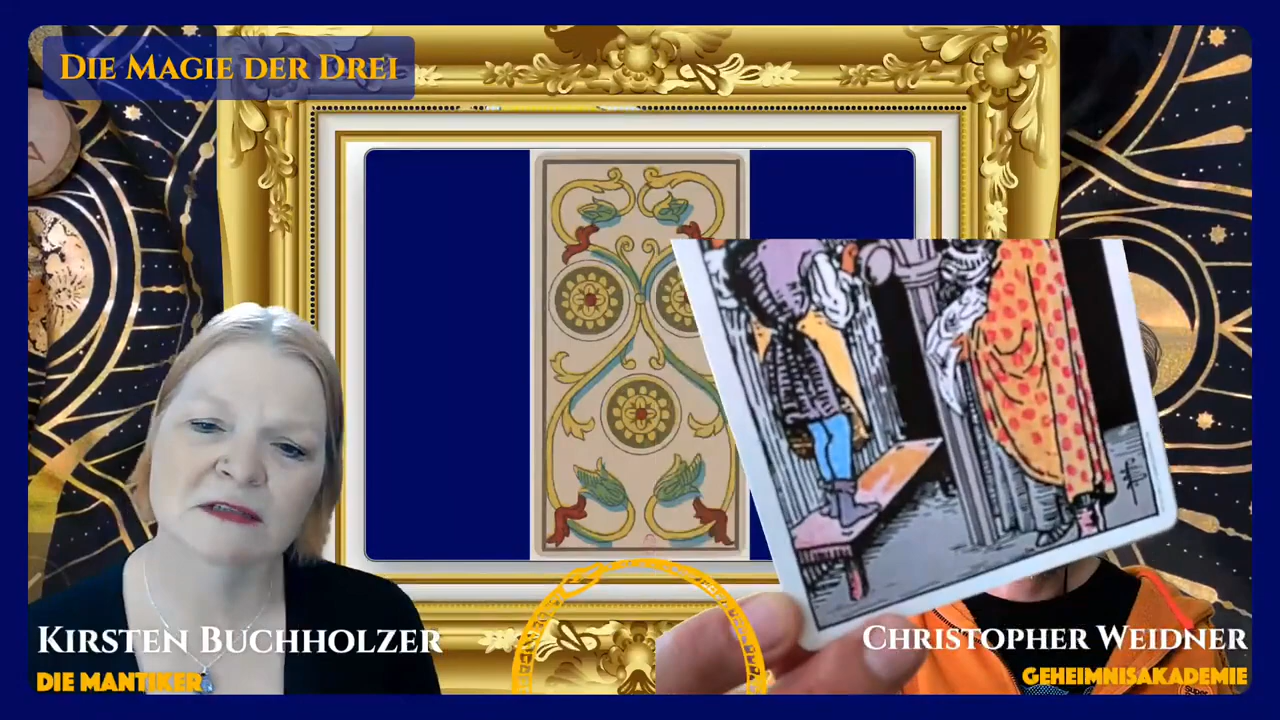 Die Magie der Drei
Kirsten Buchholzer
DIE MANTIKER
Christopher Weidner
GEHEIMNISAKADEMIE